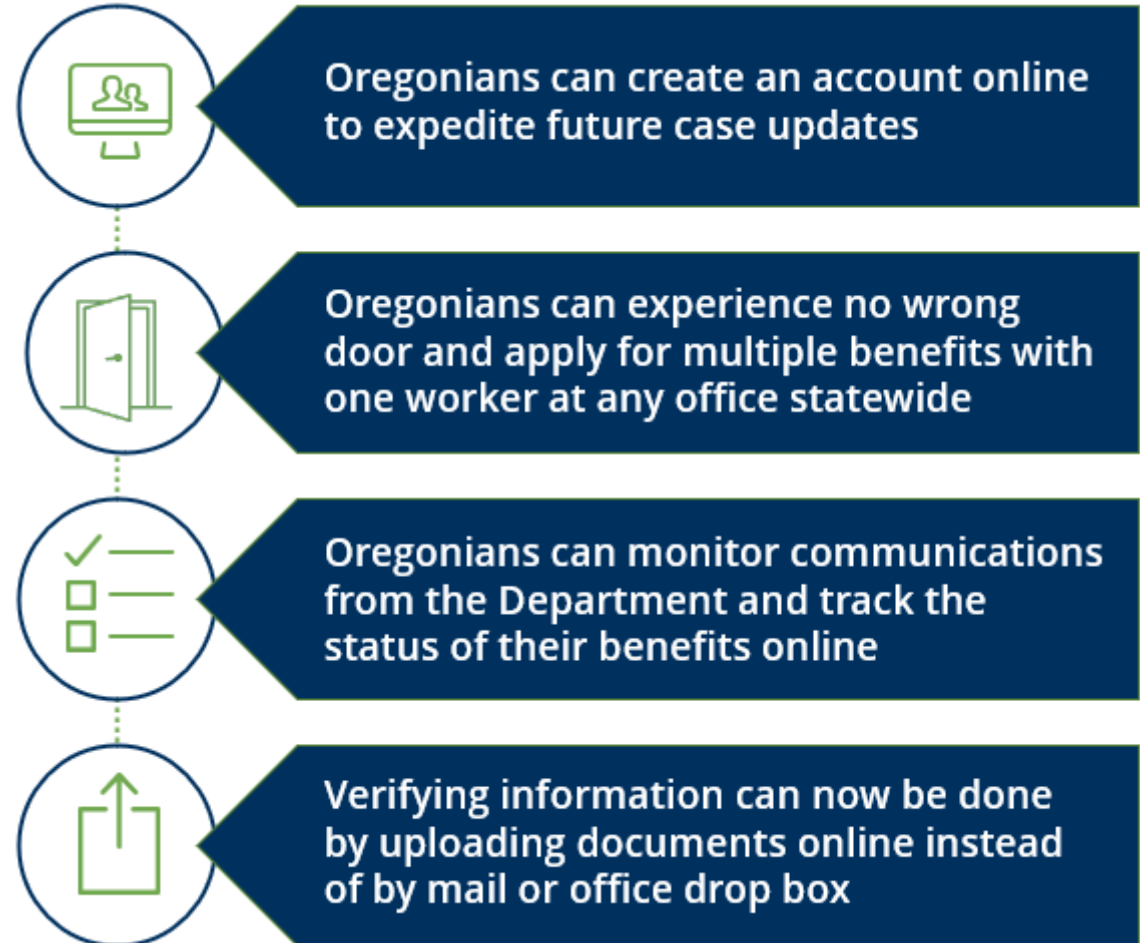 Oregonians can create an account online
to expedite future case updates
Oregonians can experience no wrong
door and apply for multiple benefits with
one worker at any office statewide
Oregonians can monitor communications
from the Department and track the
status of their benefits online
Verifying information can now be done
by uploading documents online instead
of by mail or office drop box